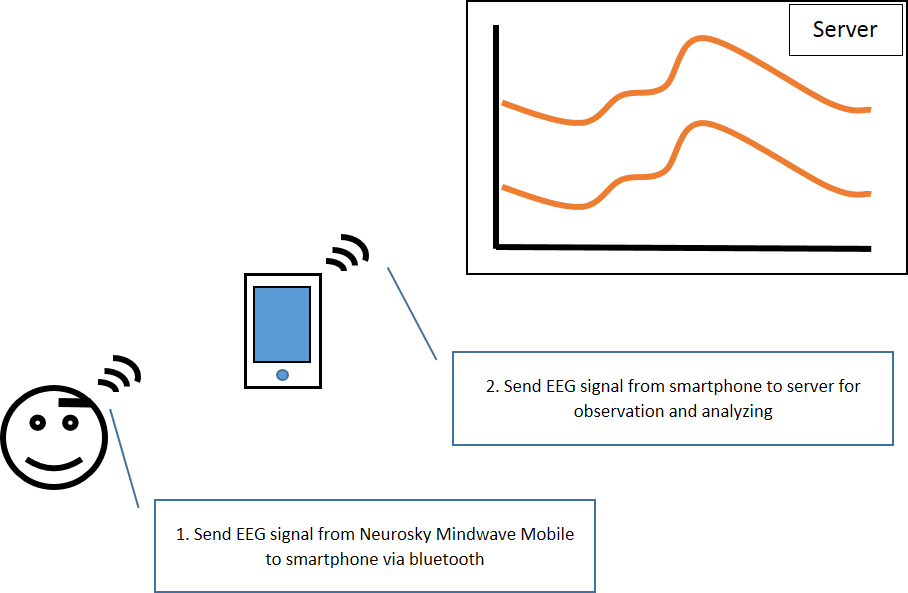 Server
2. Send EEG signal from smartphone to server for
observation and analyzing
1. Send EEG signal from Neurosky Mindwave Mobile
to smartphone via bluetooth